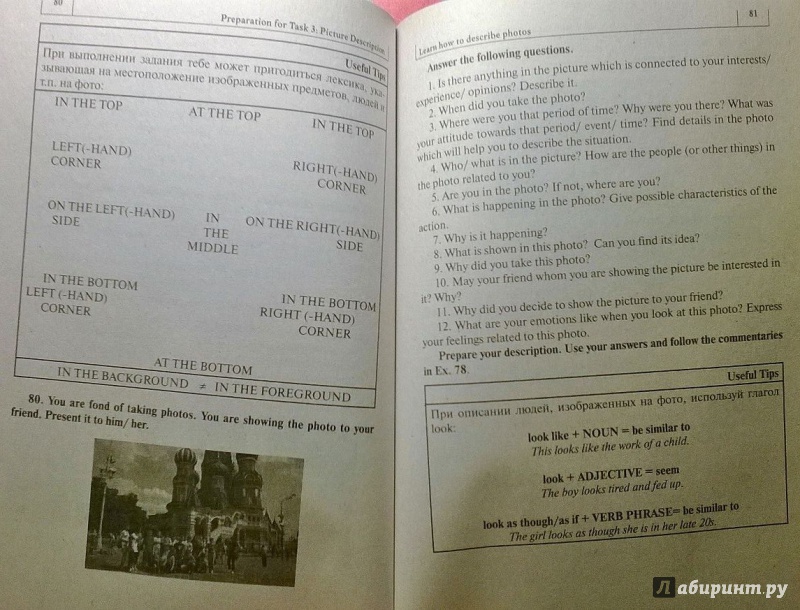 80
Preparation for Task 3: Picture Description
Useful Tips
При выполнении задания тебе может пригодиться лексика, ука-
зывающая на местоположение изображенных предметов, людей и
т.п. на фото:
IN THE TOP AT THE TOP IN THE TOP
LEFT(-HAND) RIGHT(-HAND)
CORNER CORNER
ON THE LEFT(-HAND) IN ON THE RIGHT(-HAND)
SIDE THE SIDE
MIDDLE
IN THE BOTTOM IN THE BOTTOM
LEFT (-HAND) RIGHT (-HAND)
CORNER CORNER
AT THE BOTTOM
IN THE BACKGROUND ≠ IN THE FOREGROUND
80. You are fond of taking photos. You are showing the photo to your
friend. Present it to him/ her.
Learn how to describe photos
81
Answer the following questions.
1. Is there anything in the picture which is connected to your interests/
experience/ opinions? Describe it.
2. When did you take the photo?
3. Where were you that period of time? Why were you there? What was
your attitude towards that period/ event/ time? Find details in the photo
which will help you to describe the situation.
4. Who/ what is in the picture? How are the people (or other things) in
the photo related to you?
5. Are you in the photo? If not, where are you?
6. What is happening in the photo? Give possible characteristics of the
action.
7. Why is it happening?
8. What is shown in this photo? Can you find its idea?
9. Why did you take this photo?
10. May your friend whom you are showing the picture be interested in
it? Why?
11. Why did you decide to show the picture to your friend?
12. What are your emotions like when you look at this photo? Express
your feelings related to this photo.
Prepare your description. Use your answers and follow the commentaries
in Ex. 78.
Useful Tips
При описании людей, изображенных на фото, используй глагол
look:
look like + NOUN = be similar to
This looks like the work of a child.
look + ADJECTIVE = seem
The boy looks tired and fed up.
look as though/as if + VERB PHRASE= be similar to
The girl looks as though she is in her late 20s.
Лабиринт.ру